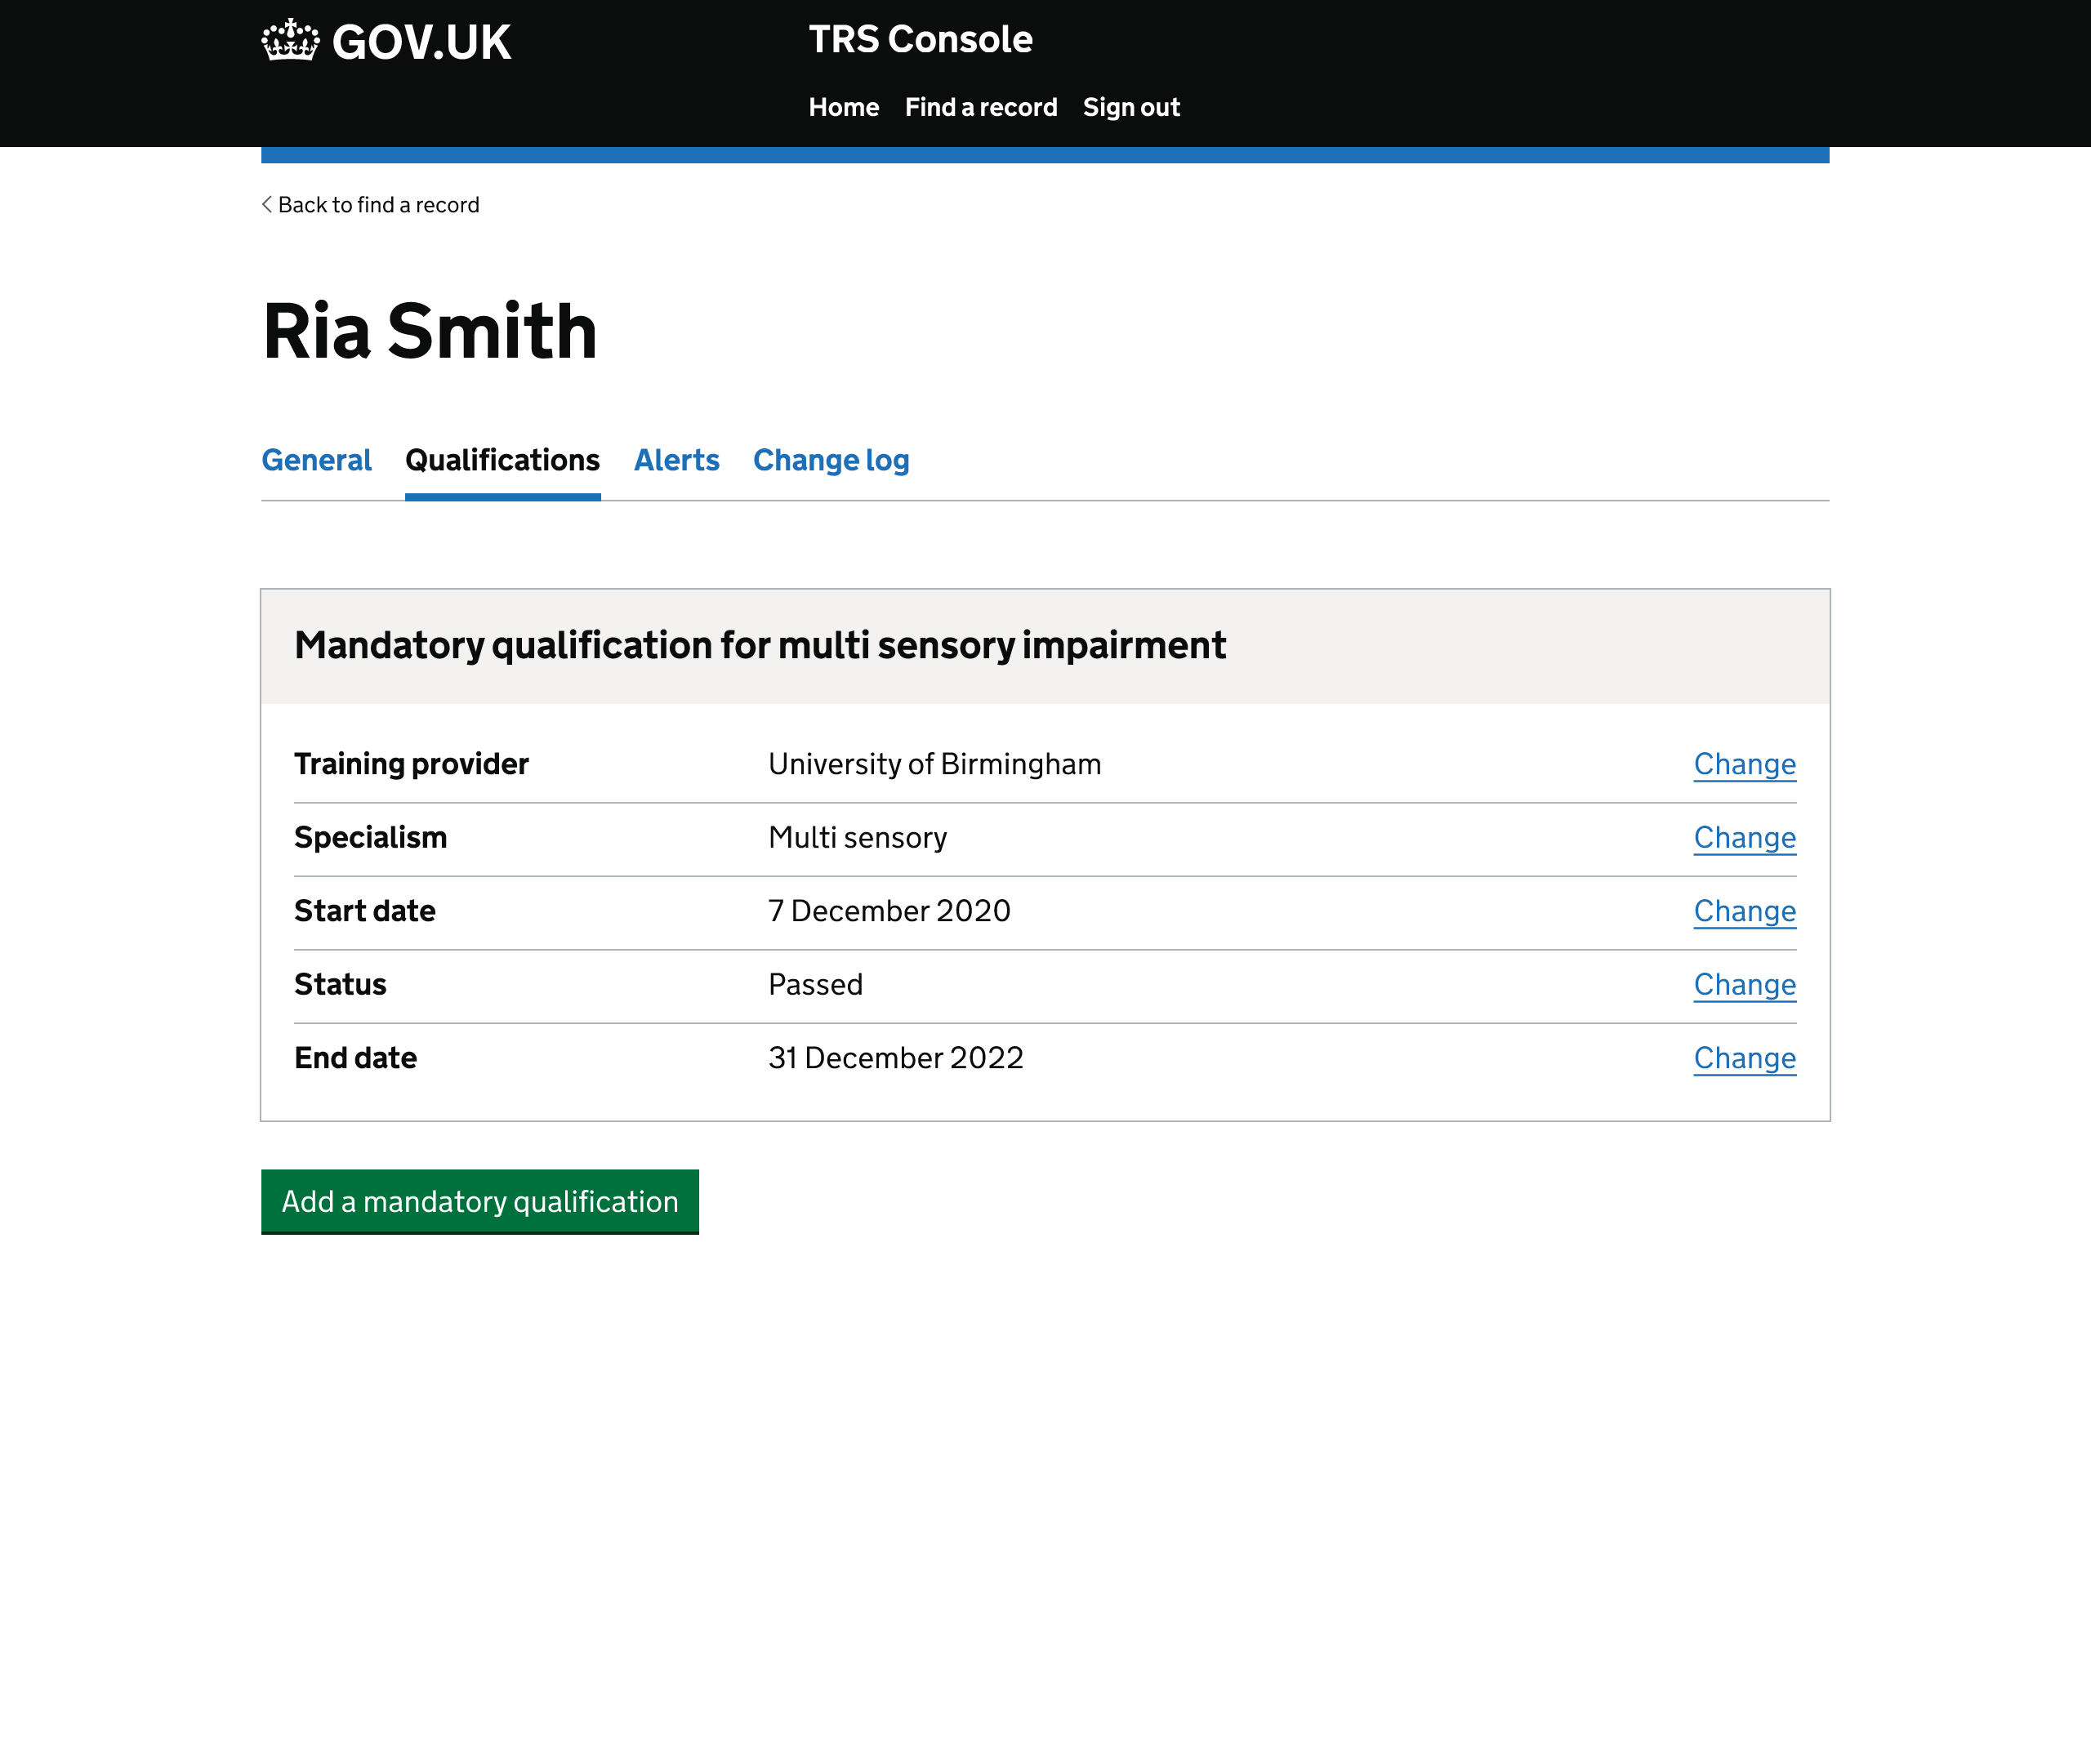 GOV.UK
TRS Console
Home Find a record Sign out
Back to find a record
Ria Smith
General Qualifications Alerts Change log
Mandatory qualification for multi sensory impairment
Training provider University of Birmingham Change
Specialism Multi sensory Change
Start date 7 December 2020 Change
Status Passed Change
End date 31 December 2022 Change
Add a mandatory qualification